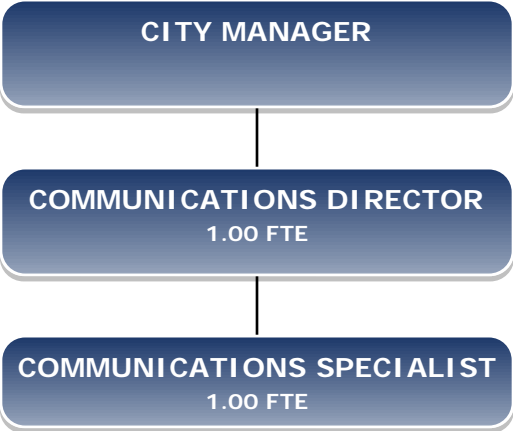 CITY MANAGER
COMMUNICATIONS DIRECTOR
1.00 FTE
COMMUNICATIONS SPECIALIST
1.00 FTE